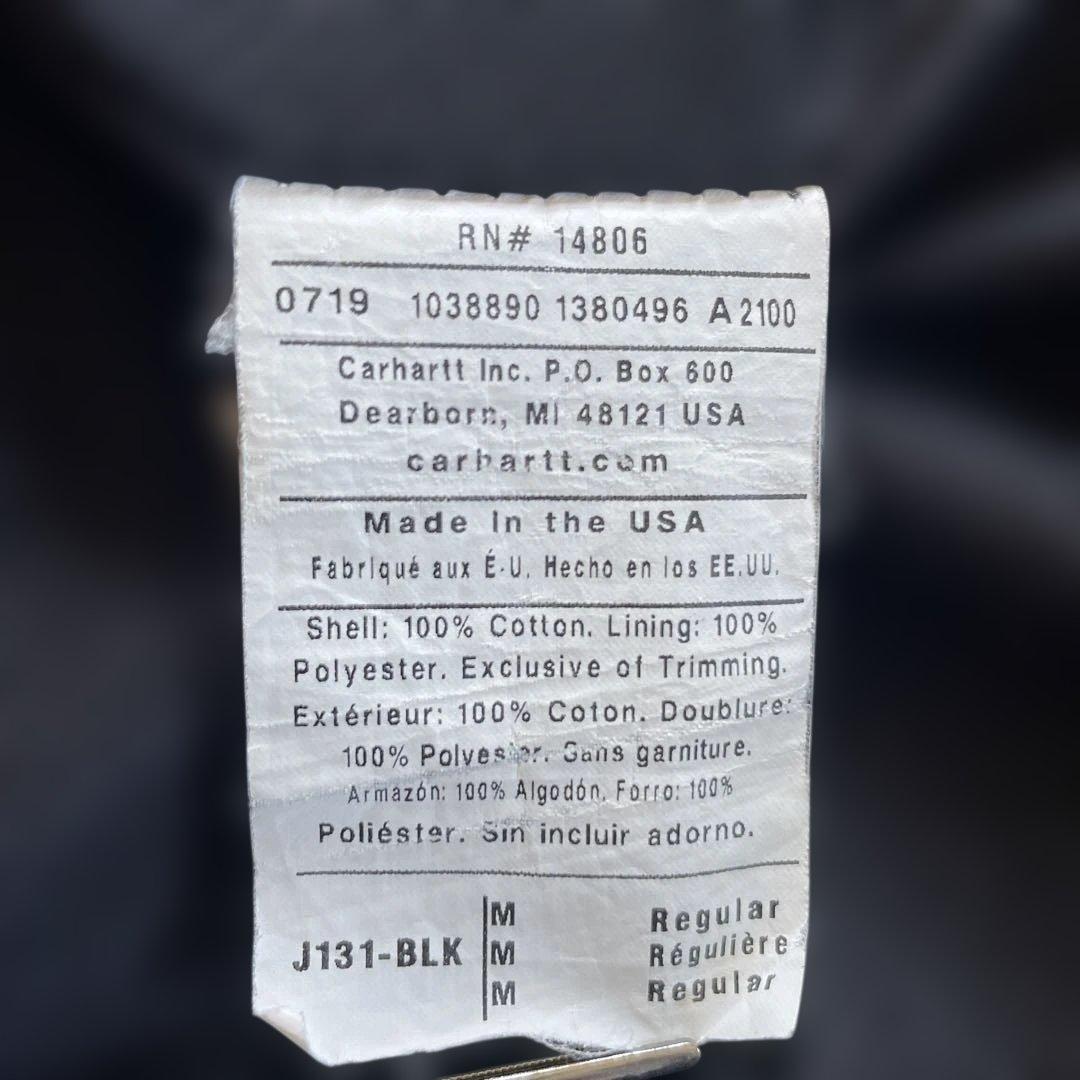 RN# 14806
0719 1038890 1380496 A 2100
Carhartt Inc. P.O. Box 600
Dearborn, MI 48121 USA
carhartt.com
Made in the USA
Fabriqué aux É-U. Hecho en los EE.UU.
Shell: 100% Cotton. Lining: 100%
Polyester. Exclusive of Trimming.
Extérieur: 100% Coton. Doublure:
100% Polyester. Sans garniture.
Armazón: 100% Algodón. Forro: 100%
Poliéster. Sin incluir adorno.
M Regular
J131-BLK M Régulière
M Regular